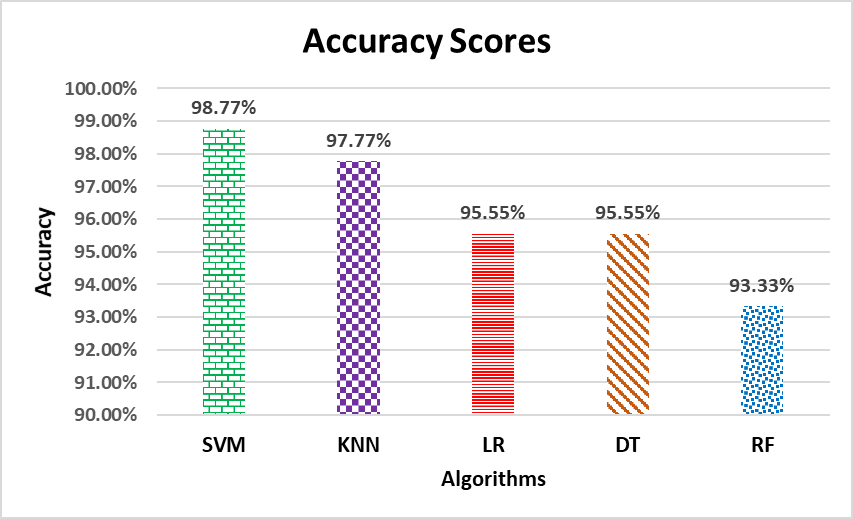 Accuracy Scores
100.00%
99.00%
98.00%
97.00%
96.00%
95.00%
94.00%
93.00%
92.00%
91.00%
90.00%
Accuracy
98.77%
97.77%
95.55%
95.55%
93.33%
SVM
KNN
LR
DT
RF
Algorithms